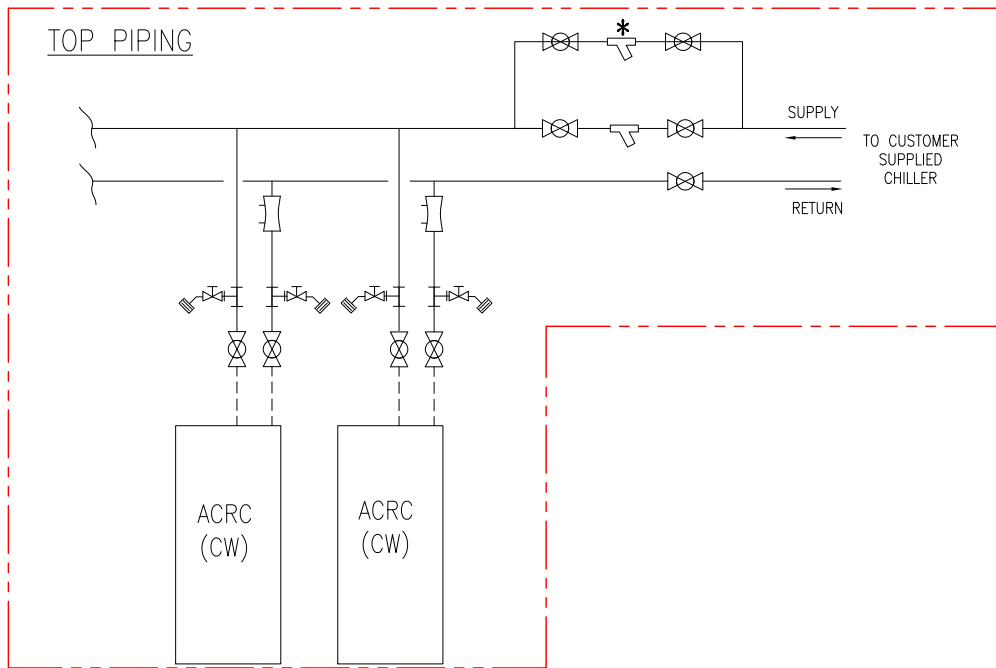 TOP PIPING
*
SUPPLY
TO CUSTOMER
SUPPLIED
CHILLER
RETURN
ACRC
(CW)
ACRC
(CW)